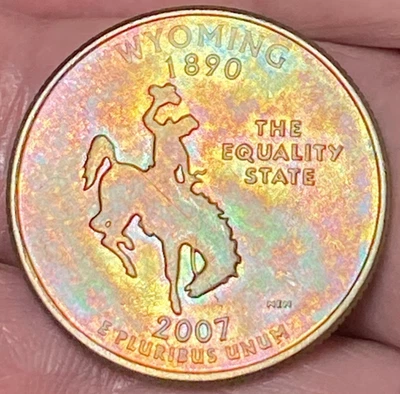 WYOMING
1890
THE
EQUALITY
STATE
2007
E PLURIBUS UNUM